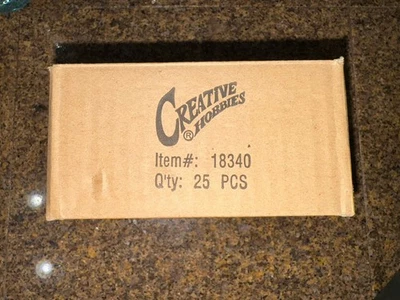 CREATIVE
HOBBIES
®
Item#: 18340
Q'ty: 25 PCS